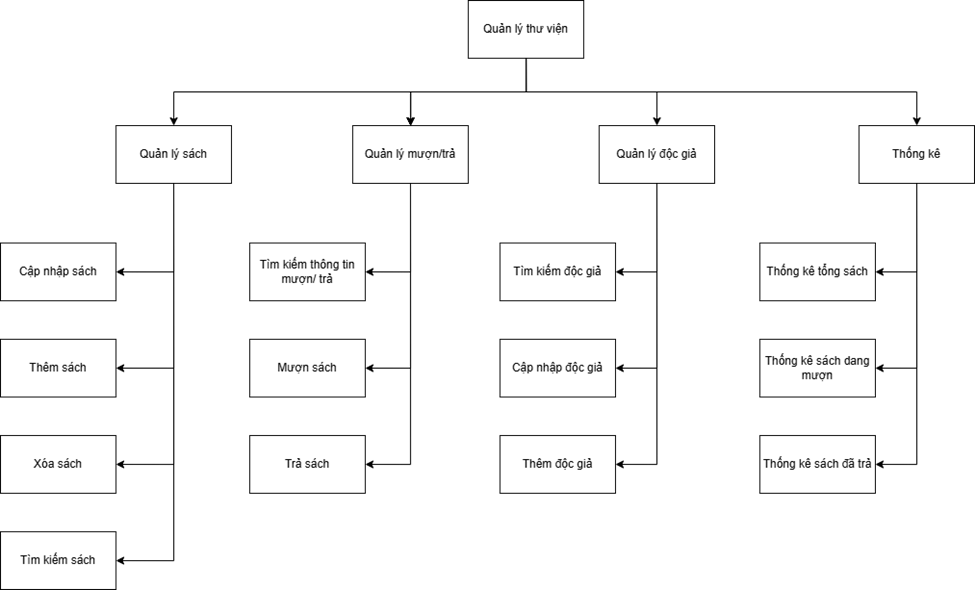 Quản lý thư viện
Quản lý sách
Quản lý mượn/trả
Quản lý độc giả
Thống kê
Cập nhập sách
Tìm kiếm thông tin
mượn/ trả
Tìm kiếm độc giả
Thống kê tổng sách
Thêm sách
Mượn sách
Cập nhập độc giả
Thống kê sách dang
mượn
Xóa sách
Trả sách
Thêm độc giả
Thống kê sách đã trả
Tìm kiếm sách